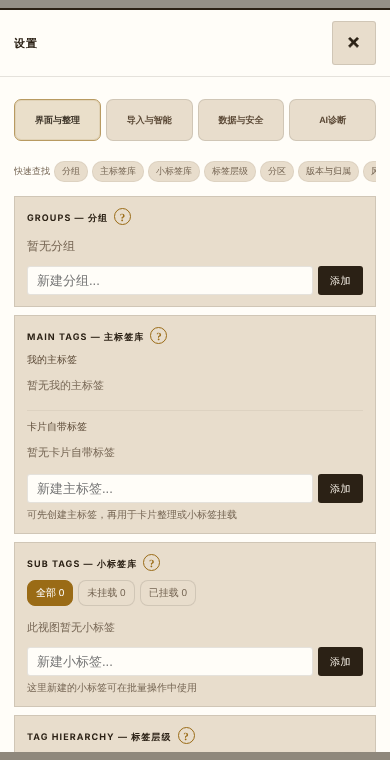 设置
×
界面与整理
导入与智能
数据与安全
AI诊断
快速查找 分组 主标签库 小标签库 标签层级 分区 版本与归属
GROUPS — 分组 ?
暂无分组
新建分组... 添加
MAIN TAGS — 主标签库 ?
我的主标签
暂无我的主标签
卡片自带标签
暂无卡片自带标签
新建主标签... 添加
可先创建主标签，再用于卡片整理或小标签挂载
SUB TAGS — 小标签库 ?
全部 0 未挂载 0 已挂载 0
此视图暂无小标签
新建小标签... 添加
这里新建的小标签可在批量操作中使用
TAG HIERARCHY — 标签层级 ?